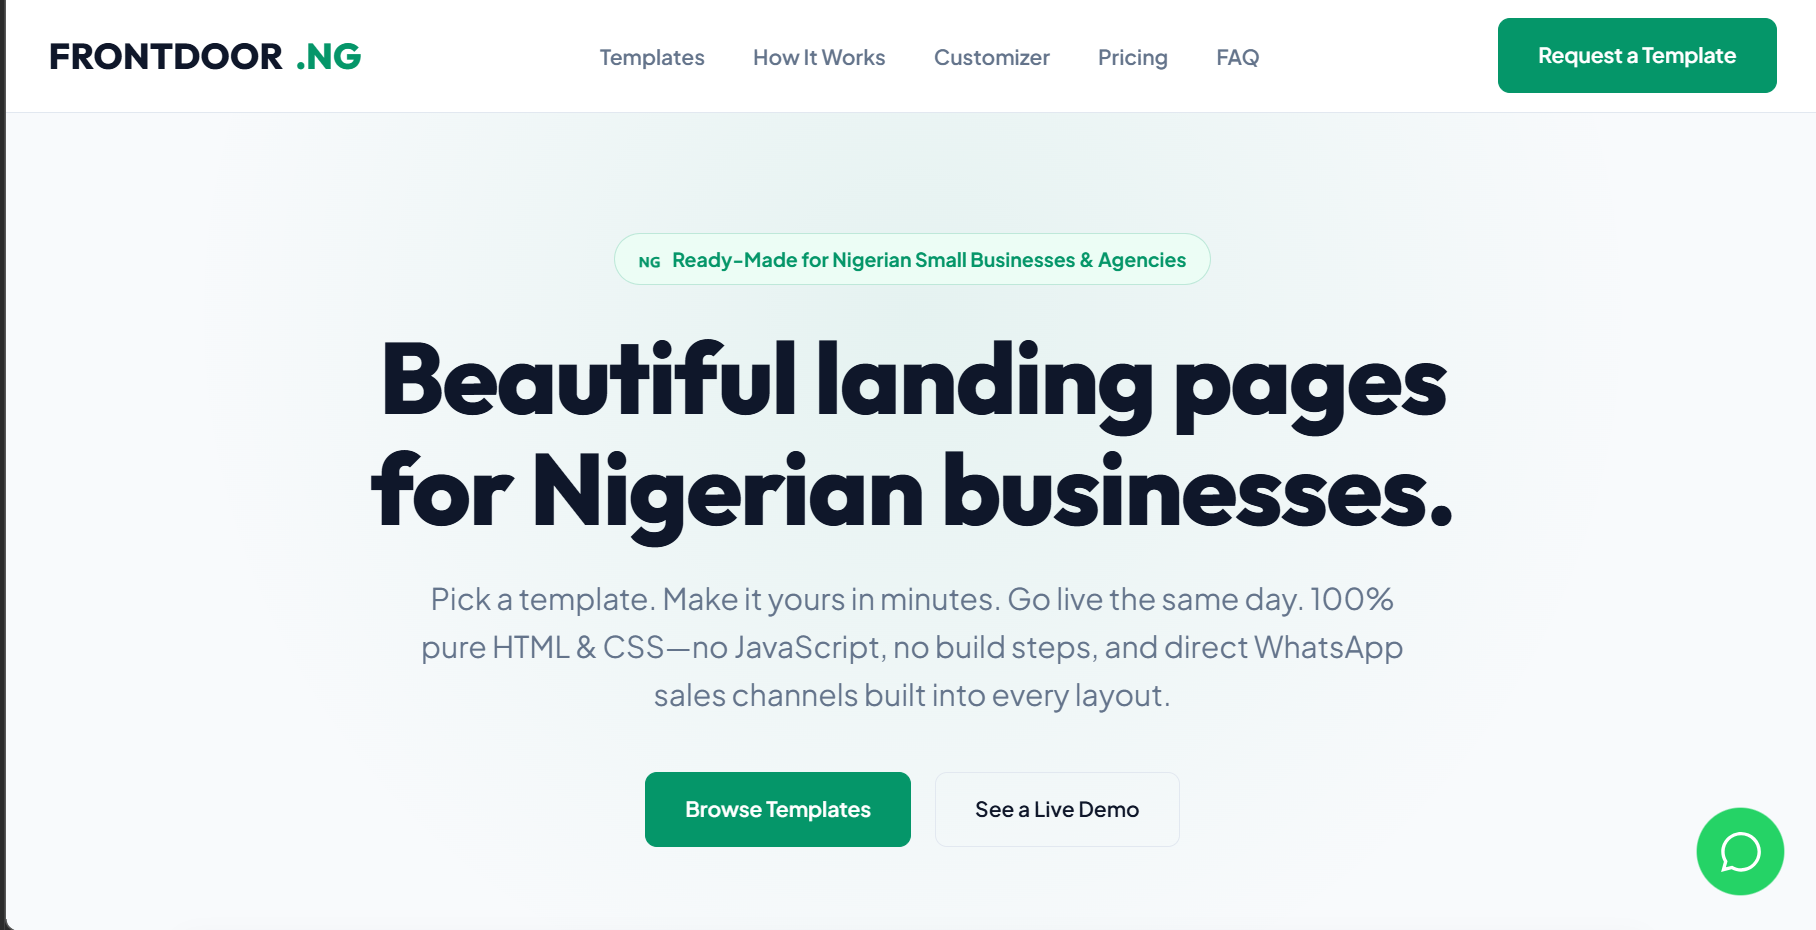 FRONTDOOR .NG
Templates
How It Works
Customizer
Pricing
FAQ
Request a Template
NG Ready-Made for Nigerian Small Businesses & Agencies
Beautiful landing pages
for Nigerian businesses.
Pick a template. Make it yours in minutes. Go live the same day. 100%
pure HTML & CSS—no JavaScript, no build steps, and direct WhatsApp
sales channels built into every layout.
Browse Templates
See a Live Demo